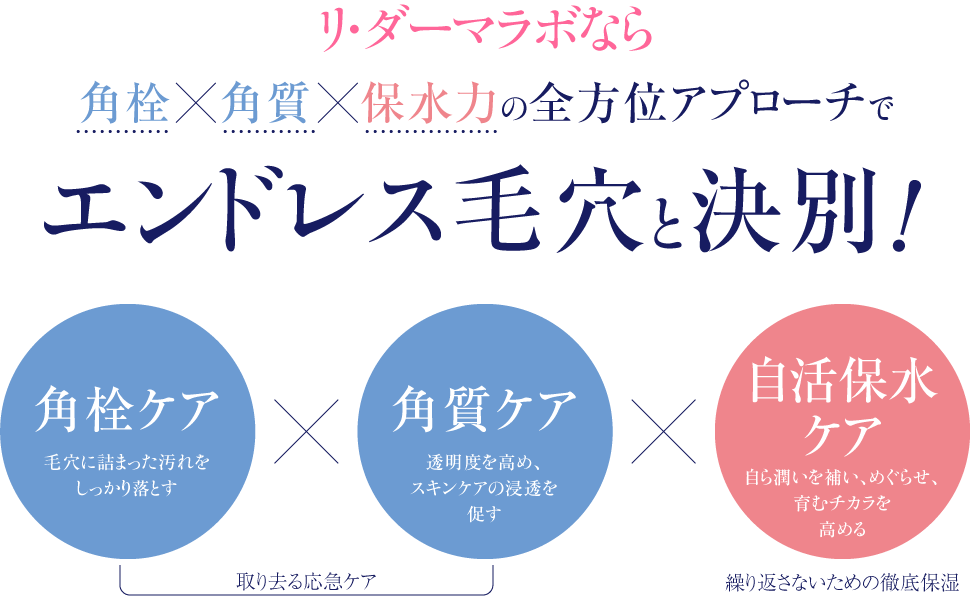 リ・ダーマラボなら
角栓×角質×保水力の全方位アプローチで
エンドレス毛穴と決別！
角栓ケア
毛穴に詰まった汚れを
しっかり落とす
×
角質ケア
透明度を高め、
スキンケアの浸透を
促す
×
自活保水
ケア
自ら潤いを補い、めぐらせ、
育むチカラを
高める
取り去る応急ケア
繰り返さないための徹底保湿